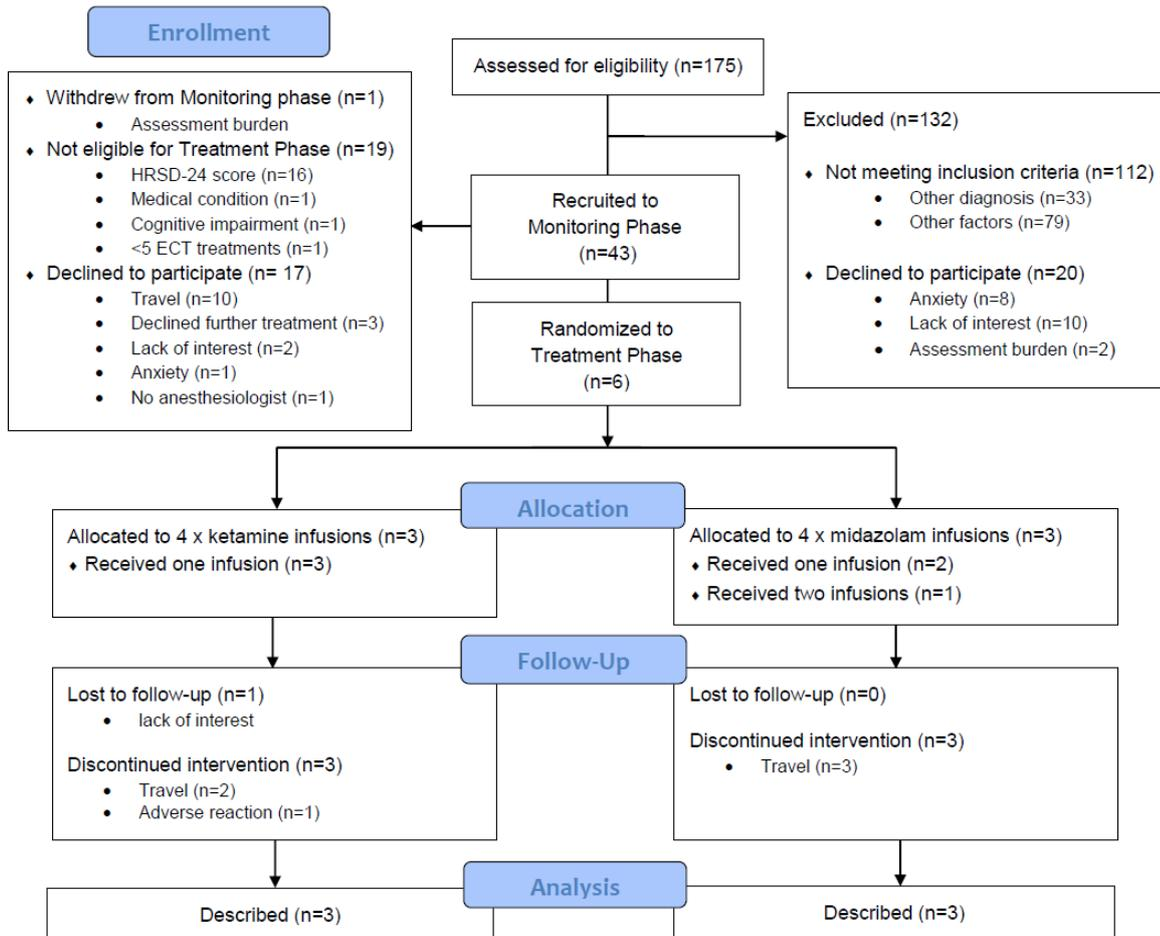 Enrollment
Assessed for eligibility (n=175)
♦ Withdrew from Monitoring phase (n=1)
• Assessment burden
♦ Not eligible for Treatment Phase (n=19)
• HRSD-24 score (n=16)
• Medical condition (n=1)
• Cognitive impairment (n=1)
• <5 ECT treatments (n=1)
♦ Declined to participate (n= 17)
• Travel (n=10)
• Declined further treatment (n=3)
• Lack of interest (n=2)
• Anxiety (n=1)
• No anesthesiologist (n=1)
Excluded (n=132)
♦ Not meeting inclusion criteria (n=112)
• Other diagnosis (n=33)
• Other factors (n=79)
♦ Declined to participate (n=20)
• Anxiety (n=8)
• Lack of interest (n=10)
• Assessment burden (n=2)
Recruited to
Monitoring Phase
(n=43)
Randomized to
Treatment Phase
(n=6)
Allocation
Allocated to 4 x ketamine infusions (n=3)
♦ Received one infusion (n=3)
Allocated to 4 x midazolam infusions (n=3)
♦ Received one infusion (n=2)
♦ Received two infusions (n=1)
Follow-Up
Lost to follow-up (n=1)
• lack of interest
Discontinued intervention (n=3)
• Travel (n=2)
• Adverse reaction (n=1)
Lost to follow-up (n=0)
Discontinued intervention (n=3)
• Travel (n=3)
Analysis
Described (n=3)
Described (n=3)